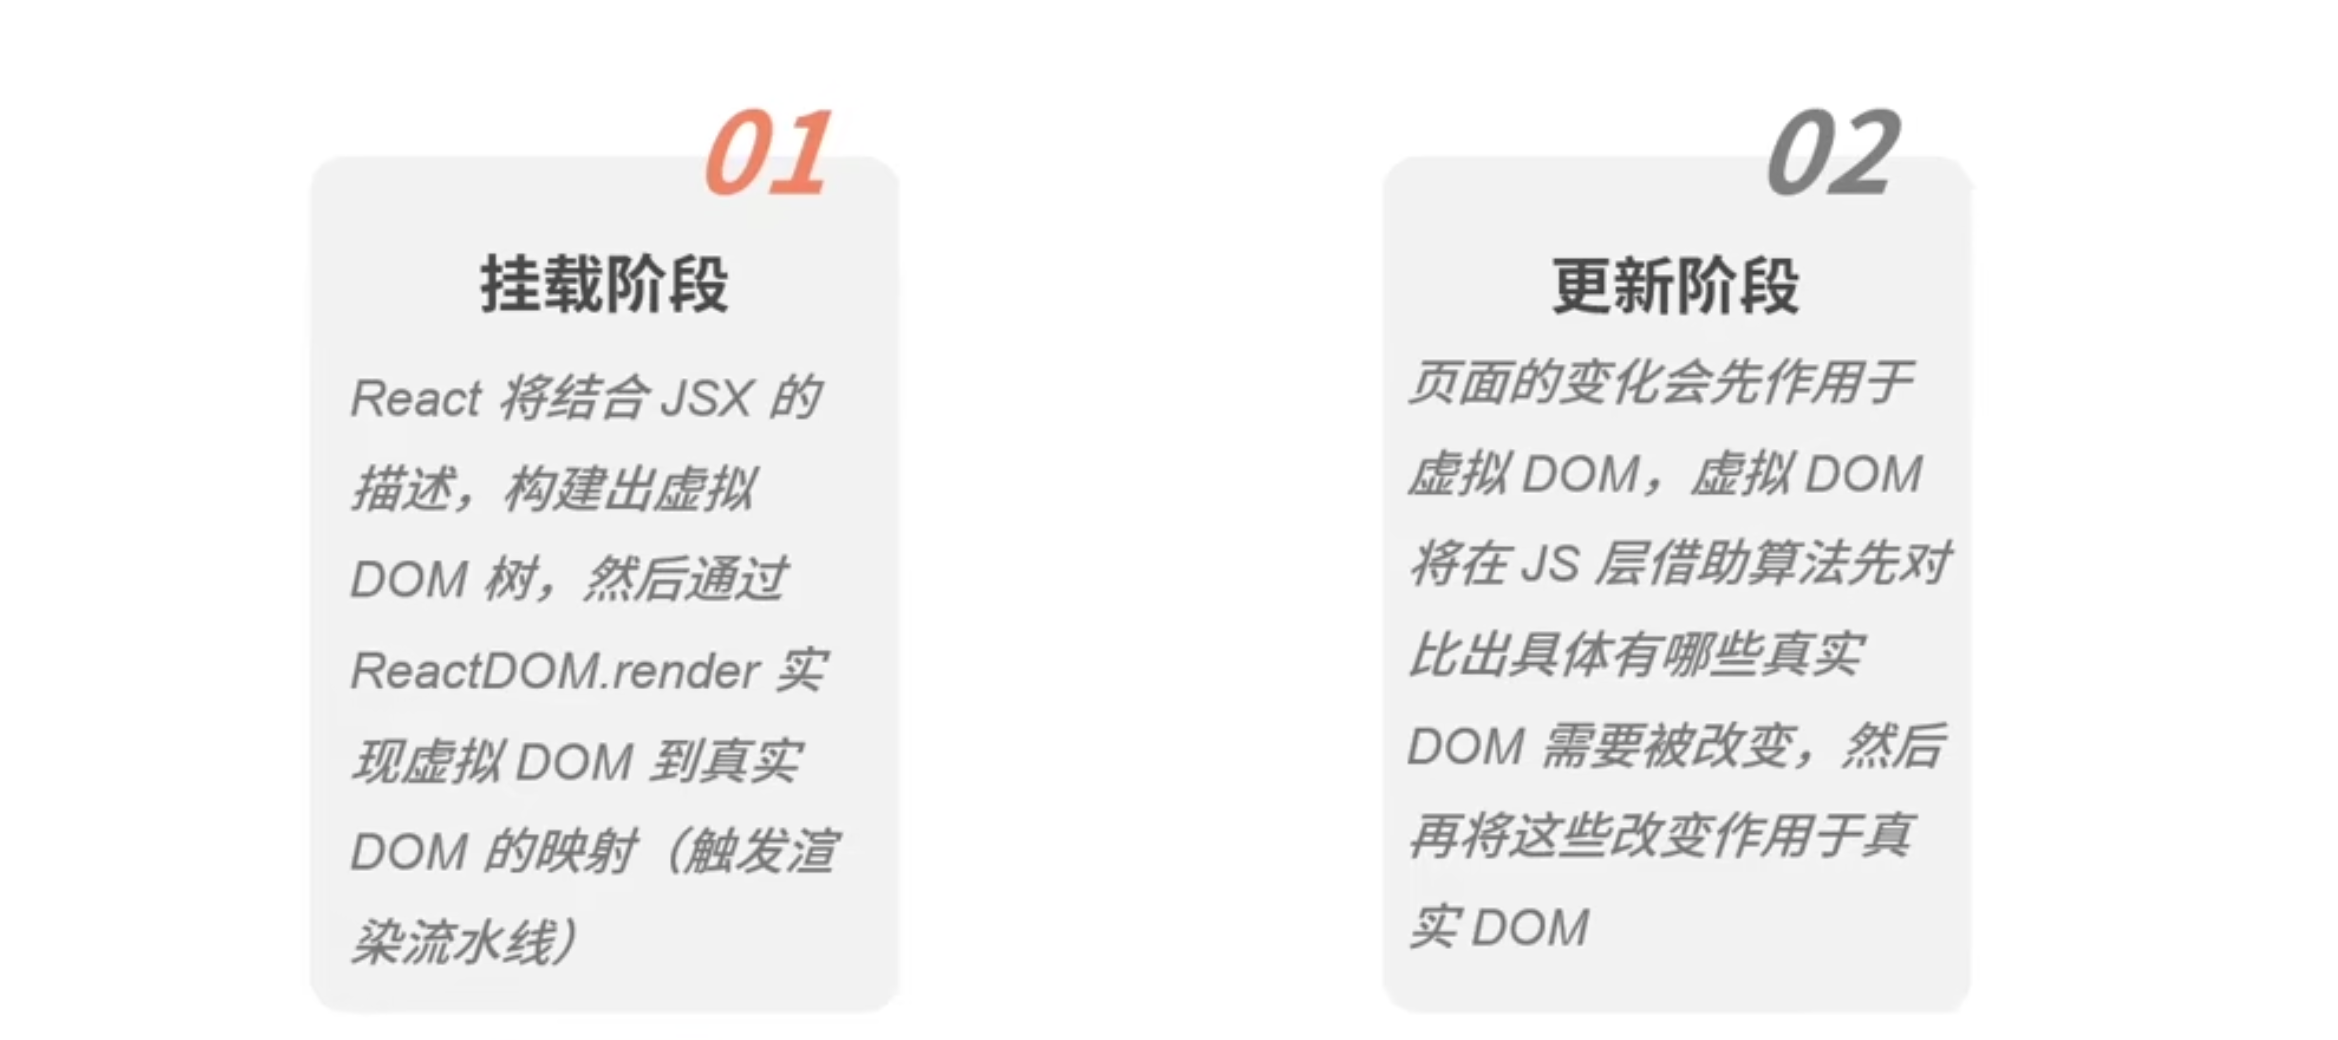 01
挂载阶段
React 将结合 JSX 的
描述，构建出虚拟
DOM 树，然后通过
ReactDOM.render 实
现虚拟 DOM 到真实
DOM 的映射（触发渲
染流水线）
02
更新阶段
页面的变化会先作用于
虚拟 DOM，虚拟 DOM
将在 JS 层借助算法先对
比出具体有哪些真实
DOM 需要被改变，然后
再将这些改变作用于真
实 DOM